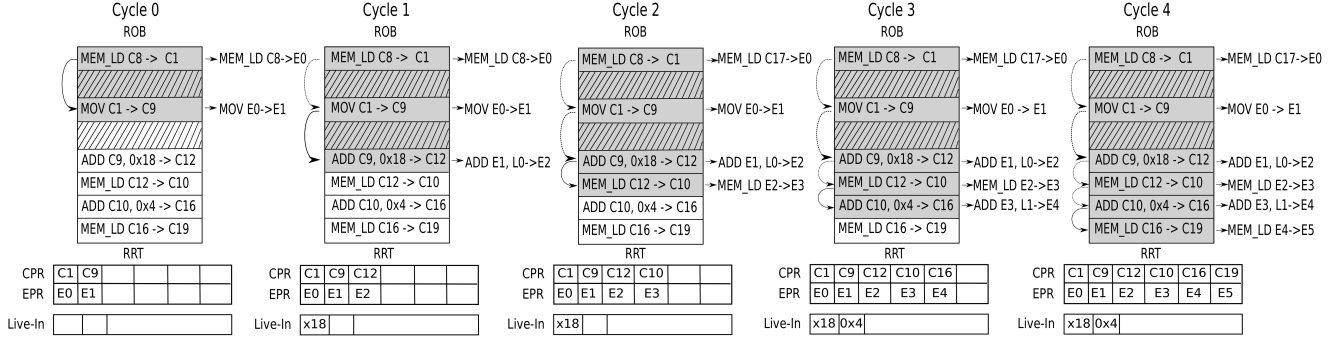 Cycle 0
ROB
MEM_LD C8 -> C1
MEM_LD C8->E0
MOV C1 -> C9
MOV E0->E1
ADD C9, 0x18 -> C12
MEM_LD C12 -> C10
ADD C10, 0x4 -> C16
MEM_LD C16 -> C19
RRT
CPR C1 C9
EPR E0 E1
Live-In
Cycle 1
ROB
MEM_LD C8 -> C1
MEM_LD C8->E0
MOV C1 -> C9
MOV E0->E1
ADD C9, 0x18 -> C12
ADD E1, L0->E2
MEM_LD C12 -> C10
ADD C10, 0x4 -> C16
MEM_LD C16 -> C19
RRT
CPR C1 C9 C12
EPR E0 E1 E2
Live-In x18
Cycle 2
ROB
MEM_LD C8 -> C1
MEM_LD C17->E0
MOV C1 -> C9
MOV E0->E1
ADD C9, 0x18 -> C12
ADD E1, L0->E2
MEM_LD C12 -> C10
MEM_LD E2->E3
ADD C10, 0x4 -> C16
MEM_LD C16 -> C19
RRT
CPR C1 C9 C12 C10
EPR E0 E1 E2 E3
Live-In x18
Cycle 3
ROB
MEM_LD C8 -> C1
MEM_LD C17->E0
MOV C1 -> C9
MOV E0 -> E1
ADD C9, 0x18 -> C12
ADD E1, L0->E2
MEM_LD C12 -> C10
MEM_LD E2->E3
ADD C10, 0x4 -> C16
ADD E3, L1->E4
MEM_LD C16 -> C19
RRT
CPR C1 C9 C12 C10 C16
EPR E0 E1 E2 E3 E4
Live-In x18 0x4
Cycle 4
ROB
MEM_LD C8 -> C1
MEM_LD C17->E0
MOV C1 -> C9
MOV E0 -> E1
ADD C9, 0x18 -> C12
ADD E1, L0->E2
MEM_LD C12 -> C10
MEM_LD E2->E3
ADD C10, 0x4 -> C16
ADD E3, L1->E4
MEM_LD C16 -> C19
MEM_LD E4->E5
RRT
CPR C1 C9 C12 C10 C16 C19
EPR E0 E1 E2 E3 E4 E5
Live-In x18 0x4